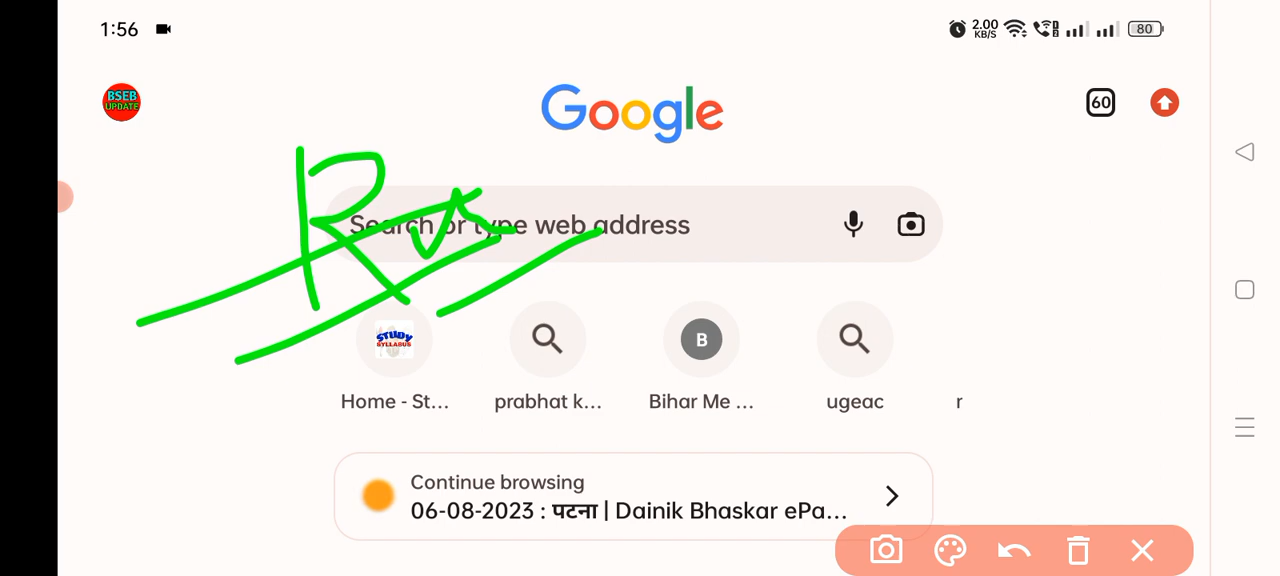 1:56 2.00 KB/S 80
BSEB UPDATE Google 60
Search or type web address
STUDY SYLLABUS B
Home - St... prabhat k... Bihar Me ... ugeac r
Continue browsing
06-08-2023 : पटना | Dainik Bhaskar ePa...